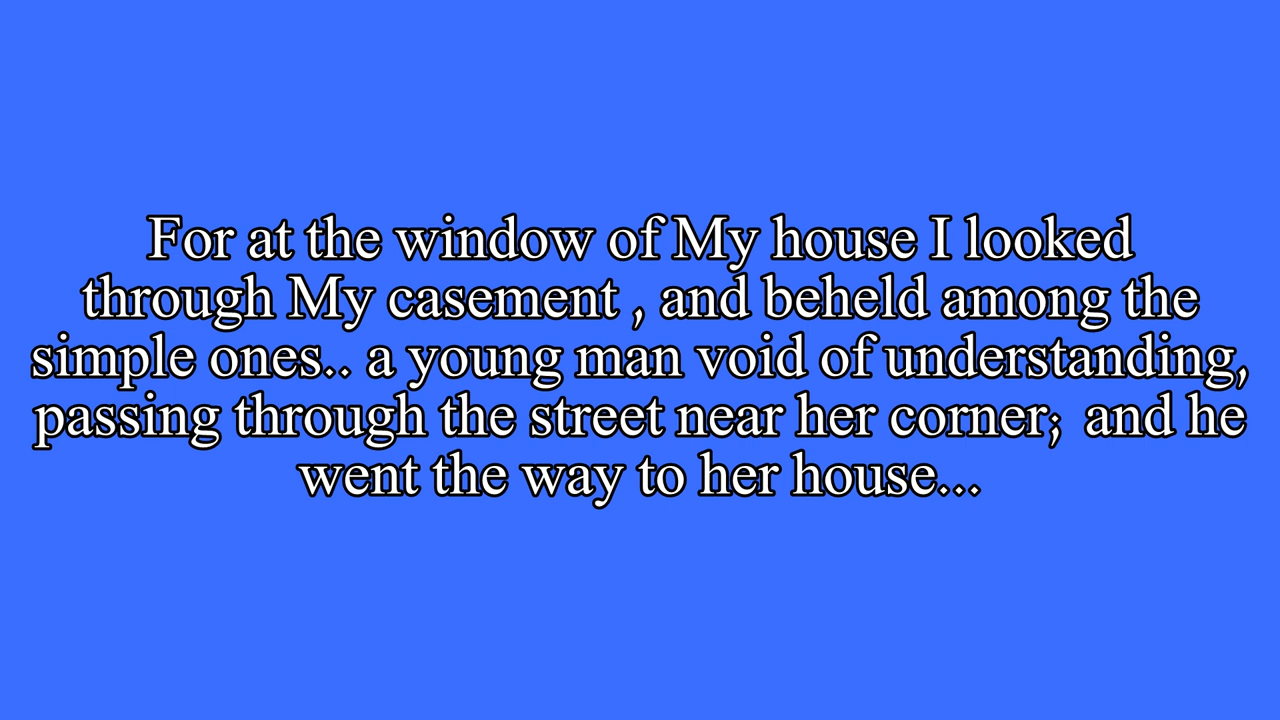 For at the window of My house I looked
through My casement , and beheld among the
simple ones.. a young man void of understanding,
passing through the street near her corner; and he
went the way to her house...